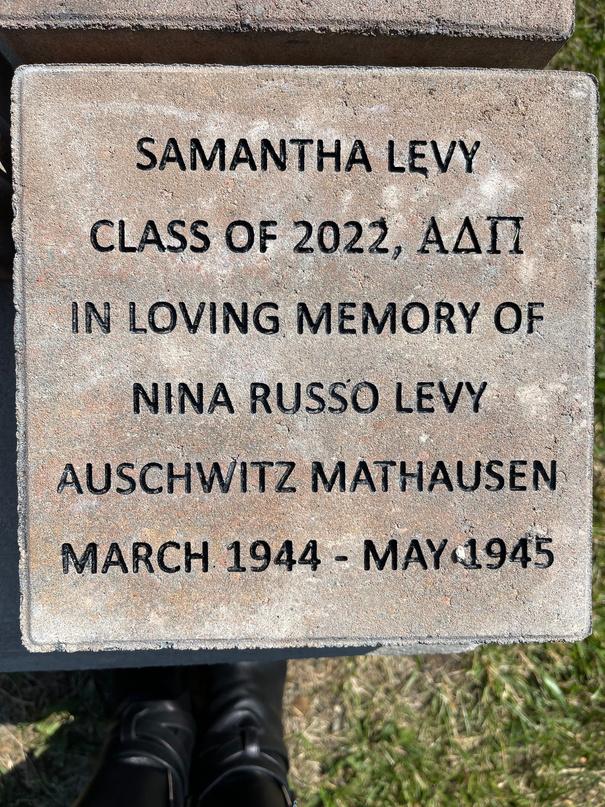 SAMANTHA LEVY
CLASS OF 2022, ΑΔΠ
IN LOVING MEMORY OF
NINA RUSSO LEVY
AUSCHWITZ MATHAUSEN
MARCH 1944 - MAY 1945